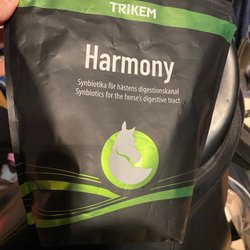 TRIKEM
Harmony
Synbiotika för hästens digestionskanal
Synbiotics for the horse's digestive tract